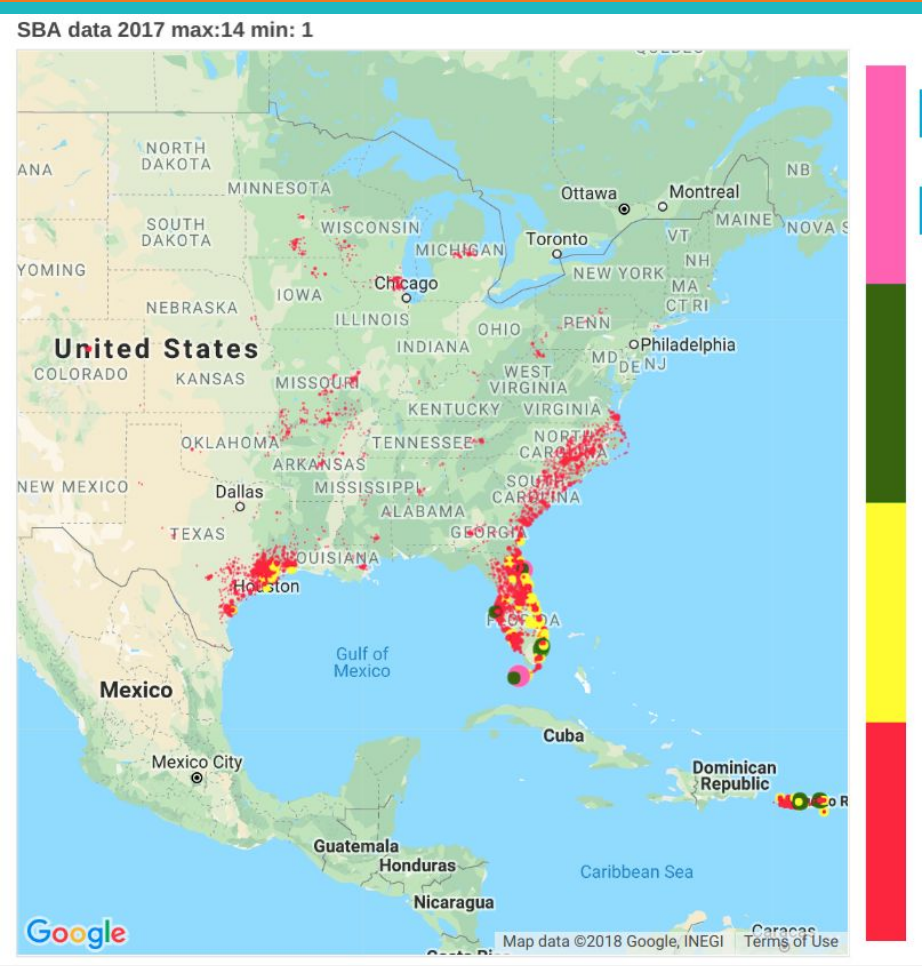 SBA data 2017 max:14 min: 1
NORTH
DAKOTA
ANA
MINNESOTA
NB
Ottawa
Montreal
SOUTH
DAKOTA
WISCONSIN
MAINE
NOVA S
MICHIGAN
Toronto
VT
NH
YOMING
NEW YORK
MA
CT RI
Chicago
IOWA
NEBRASKA
ILLINOIS
OHIO
PENN
United States
INDIANA
Philadelphia
MD
DE NJ
COLORADO
KANSAS
MISSOURI
WEST
VIRGINIA
KENTUCKY
VIRGINIA
OKLAHOMA
TENNESSEE
NORTH
CAROLINA
ARKANSAS
NEW MEXICO
Dallas
MISSISSIPPI
SOUTH
CAROLINA
ALABAMA
TEXAS
GEORGIA
LOUISIANA
Houston
FLORIDA
Gulf of
Mexico
Mexico
Cuba
Mexico City
Dominican
Republic
o R
Guatemala
Honduras
Caribbean Sea
Nicaragua
Google
Caracas
Map data ©2018 Google, INEGI
Terms of Use